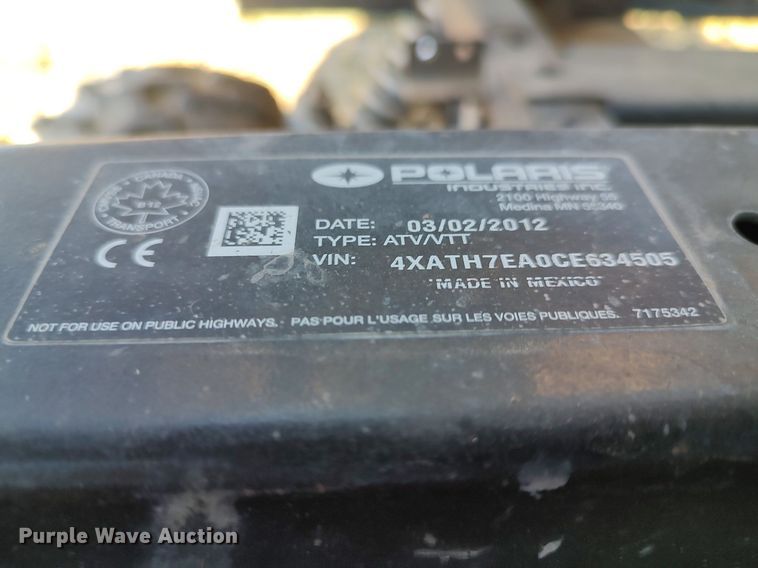 POLARIS
INDUSTRIES INC.
2100 Highway 55
Medina MN 55340
CANADA
TRANSPORT
CE
DATE: 03/02/2012
TYPE: ATV/VTT
VIN: 4XATH7EA0CE634505
MADE IN MEXICO
NOT FOR USE ON PUBLIC HIGHWAYS. PAS POUR L'USAGE SUR LES VOIES PUBLIQUES. 7175342
Purple Wave Auction